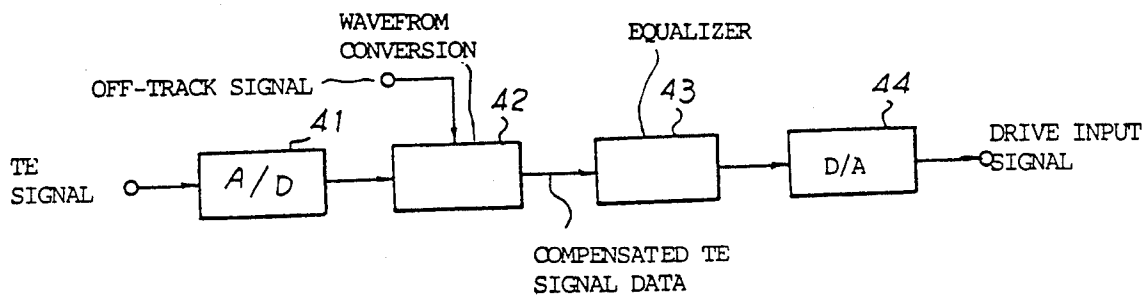 WAVEFROM
CONVERSION
EQUALIZER
OFF-TRACK SIGNAL
41
42
43
44
TE
SIGNAL
A/D
D/A
DRIVE INPUT
SIGNAL
COMPENSATED TE
SIGNAL DATA